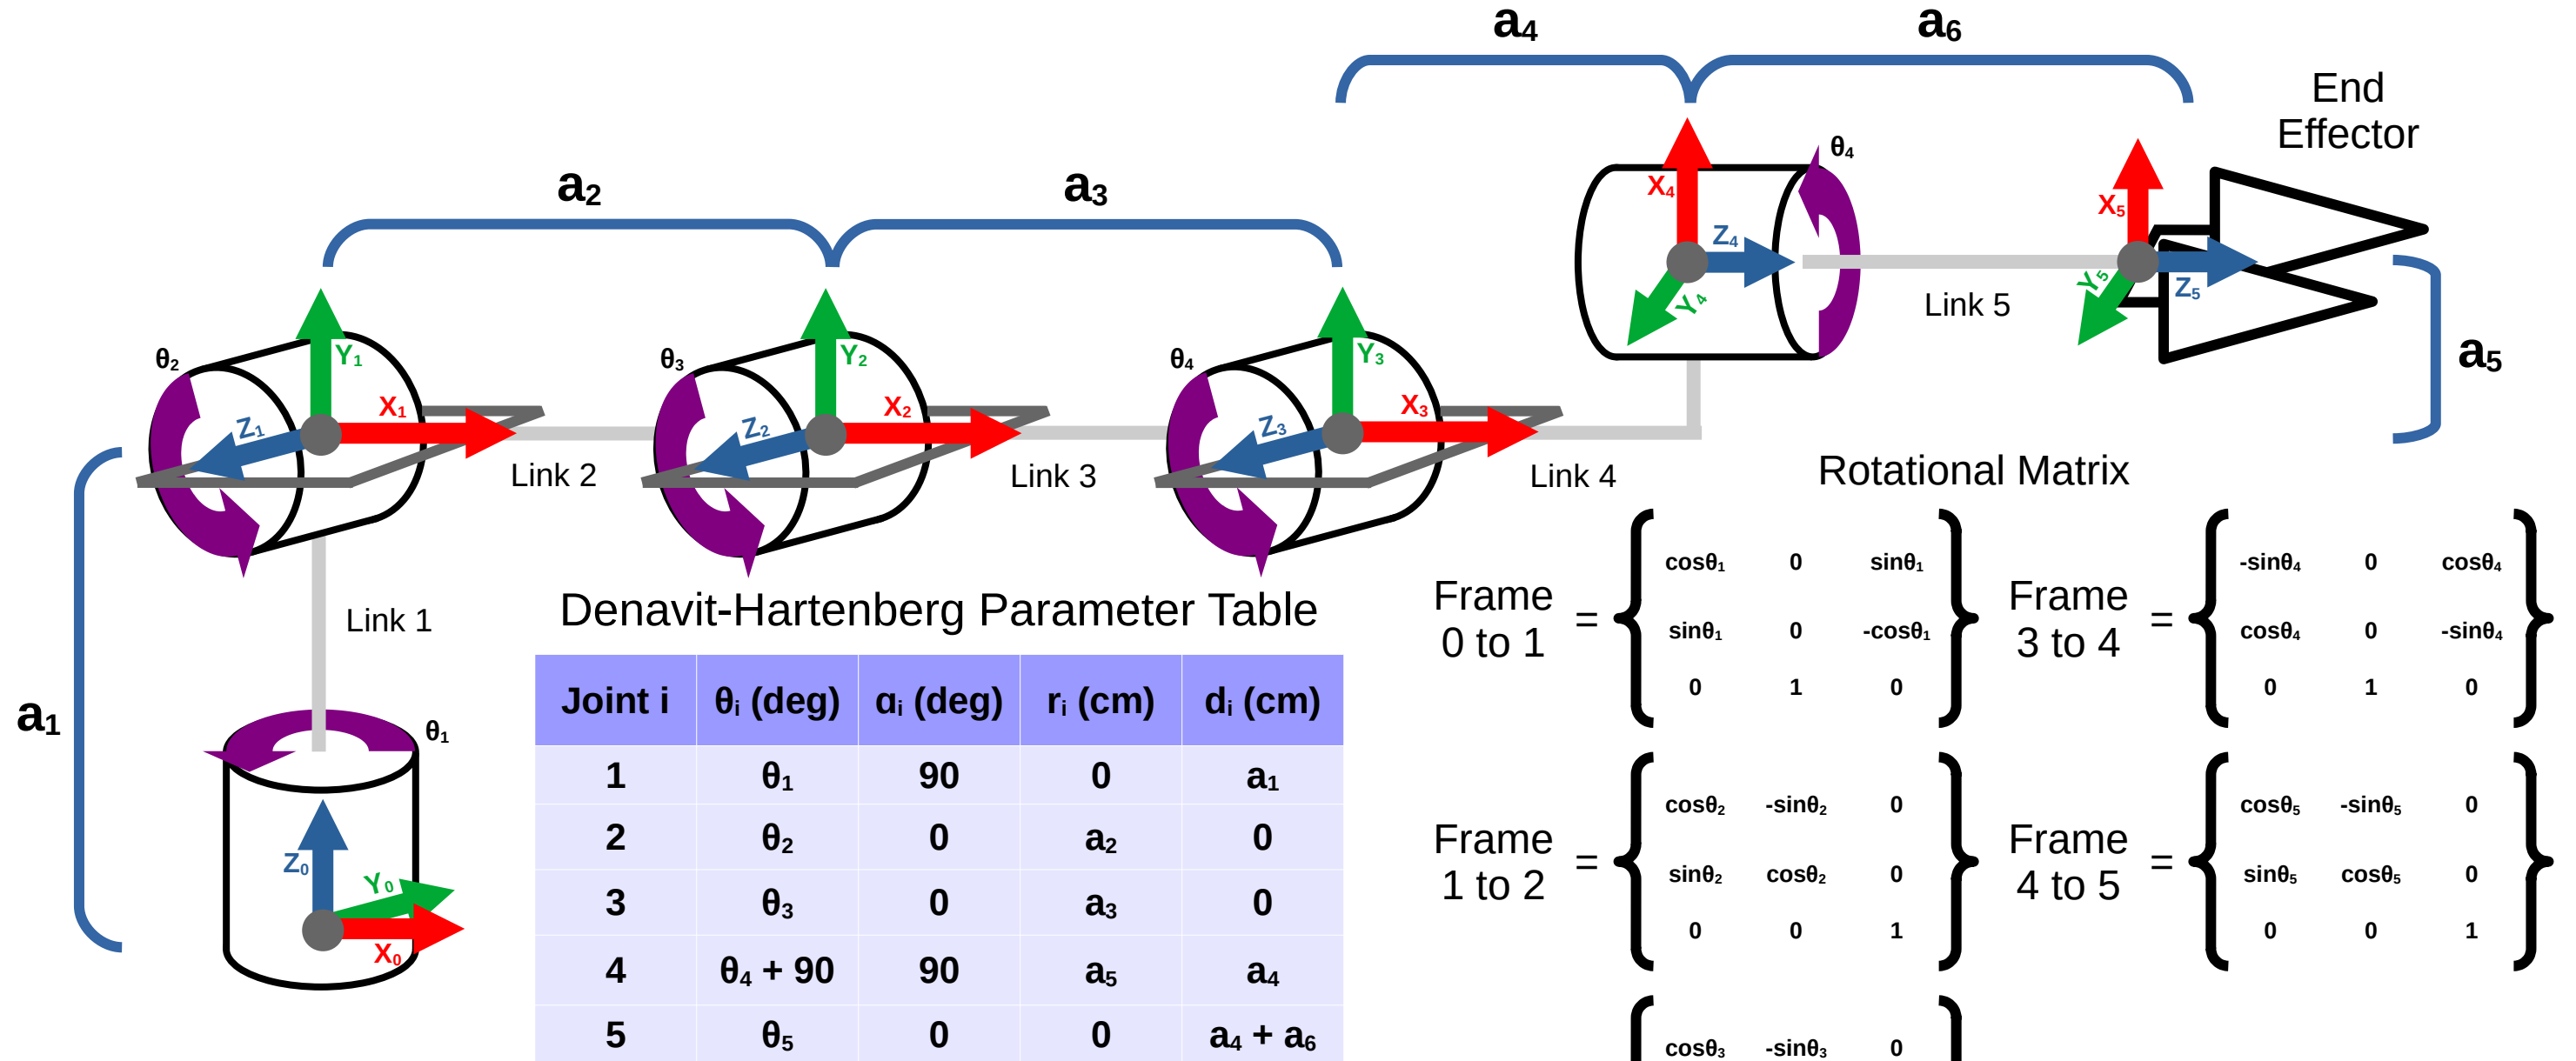 a₄ a₆
End
Effector
θ₄
a₂ a₃
X₄ X₅
Z₄
Y₄ Y₅ Z₅
Link 5
θ₂ Y₁ θ₃ Y₂ θ₄ Y₃
a₅
X₁ X₂ X₃
Z₁ Z₂ Z₃
Link 2 Link 3 Link 4
Link 1
a₁
θ₁
Z₀ Y₀
X₀
Denavit-Hartenberg Parameter Table
Joint i θᵢ (deg) αᵢ (deg) rᵢ (cm) dᵢ (cm)
1 θ₁ 90 0 a₁
2 θ₂ 0 a₂ 0
3 θ₃ 0 a₃ 0
4 θ₄ + 90 90 a₅ a₄
5 θ₅ 0 0 a₄ + a₆
Rotational Matrix
Frame
0 to 1
=
cosθ₁ 0 sinθ₁
sinθ₁ 0 -cosθ₁
0 1 0
Frame
3 to 4
=
-sinθ₄ 0 cosθ₄
cosθ₄ 0 -sinθ₄
0 1 0
Frame
1 to 2
=
cosθ₂ -sinθ₂ 0
sinθ₂ cosθ₂ 0
0 0 1
Frame
4 to 5
=
cosθ₅ -sinθ₅ 0
sinθ₅ cosθ₅ 0
0 0 1
cosθ₃ -sinθ₃ 0